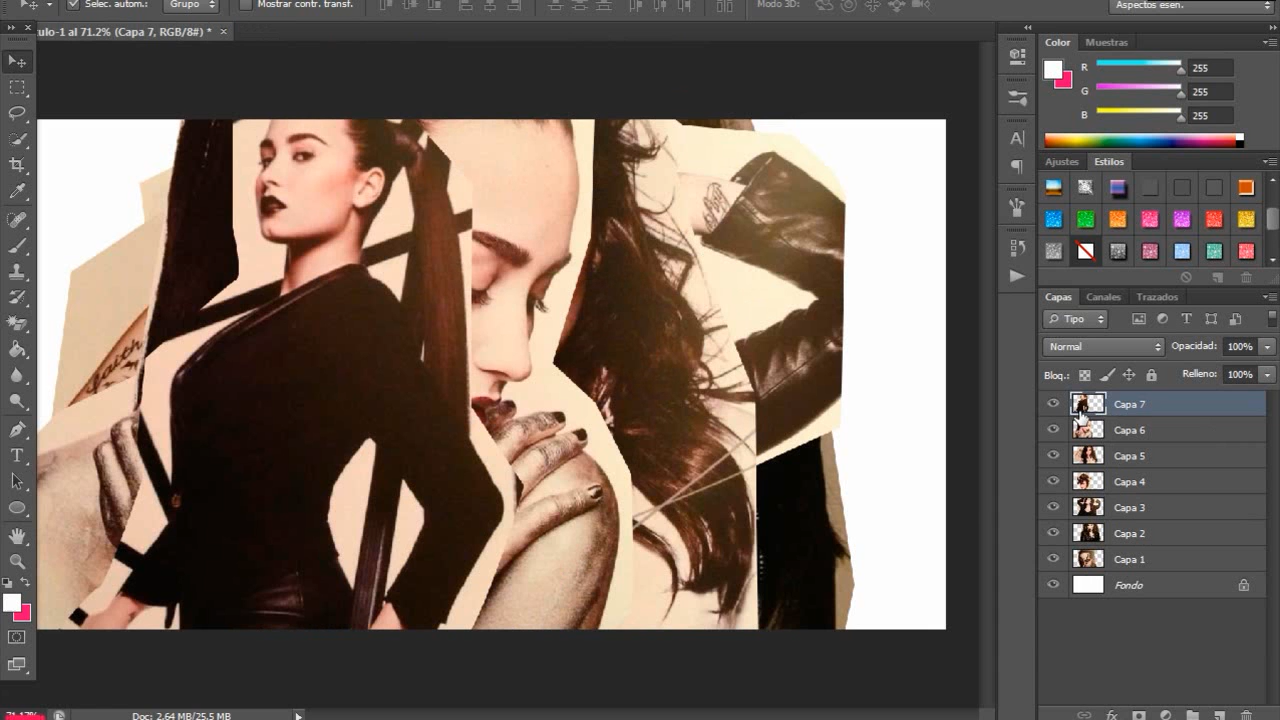 Selec. autom.: Grupo Mostrar contr. transf. Modo 3D: Aspectos esen.
ulo-1 al 71.2% (Capa 7, RGB/8#) * ×
Color Muestras
R 255
G 255
B 255
Ajustes Estilos
Capas Canales Trazados
Tipo
Normal Opacidad: 100%
Bloq.: Relleno: 100%
Capa 7
Capa 6
Capa 5
Capa 4
Capa 3
Capa 2
Capa 1
Fondo
faith
71.17% Doc: 2.64 MB/25.5 MB